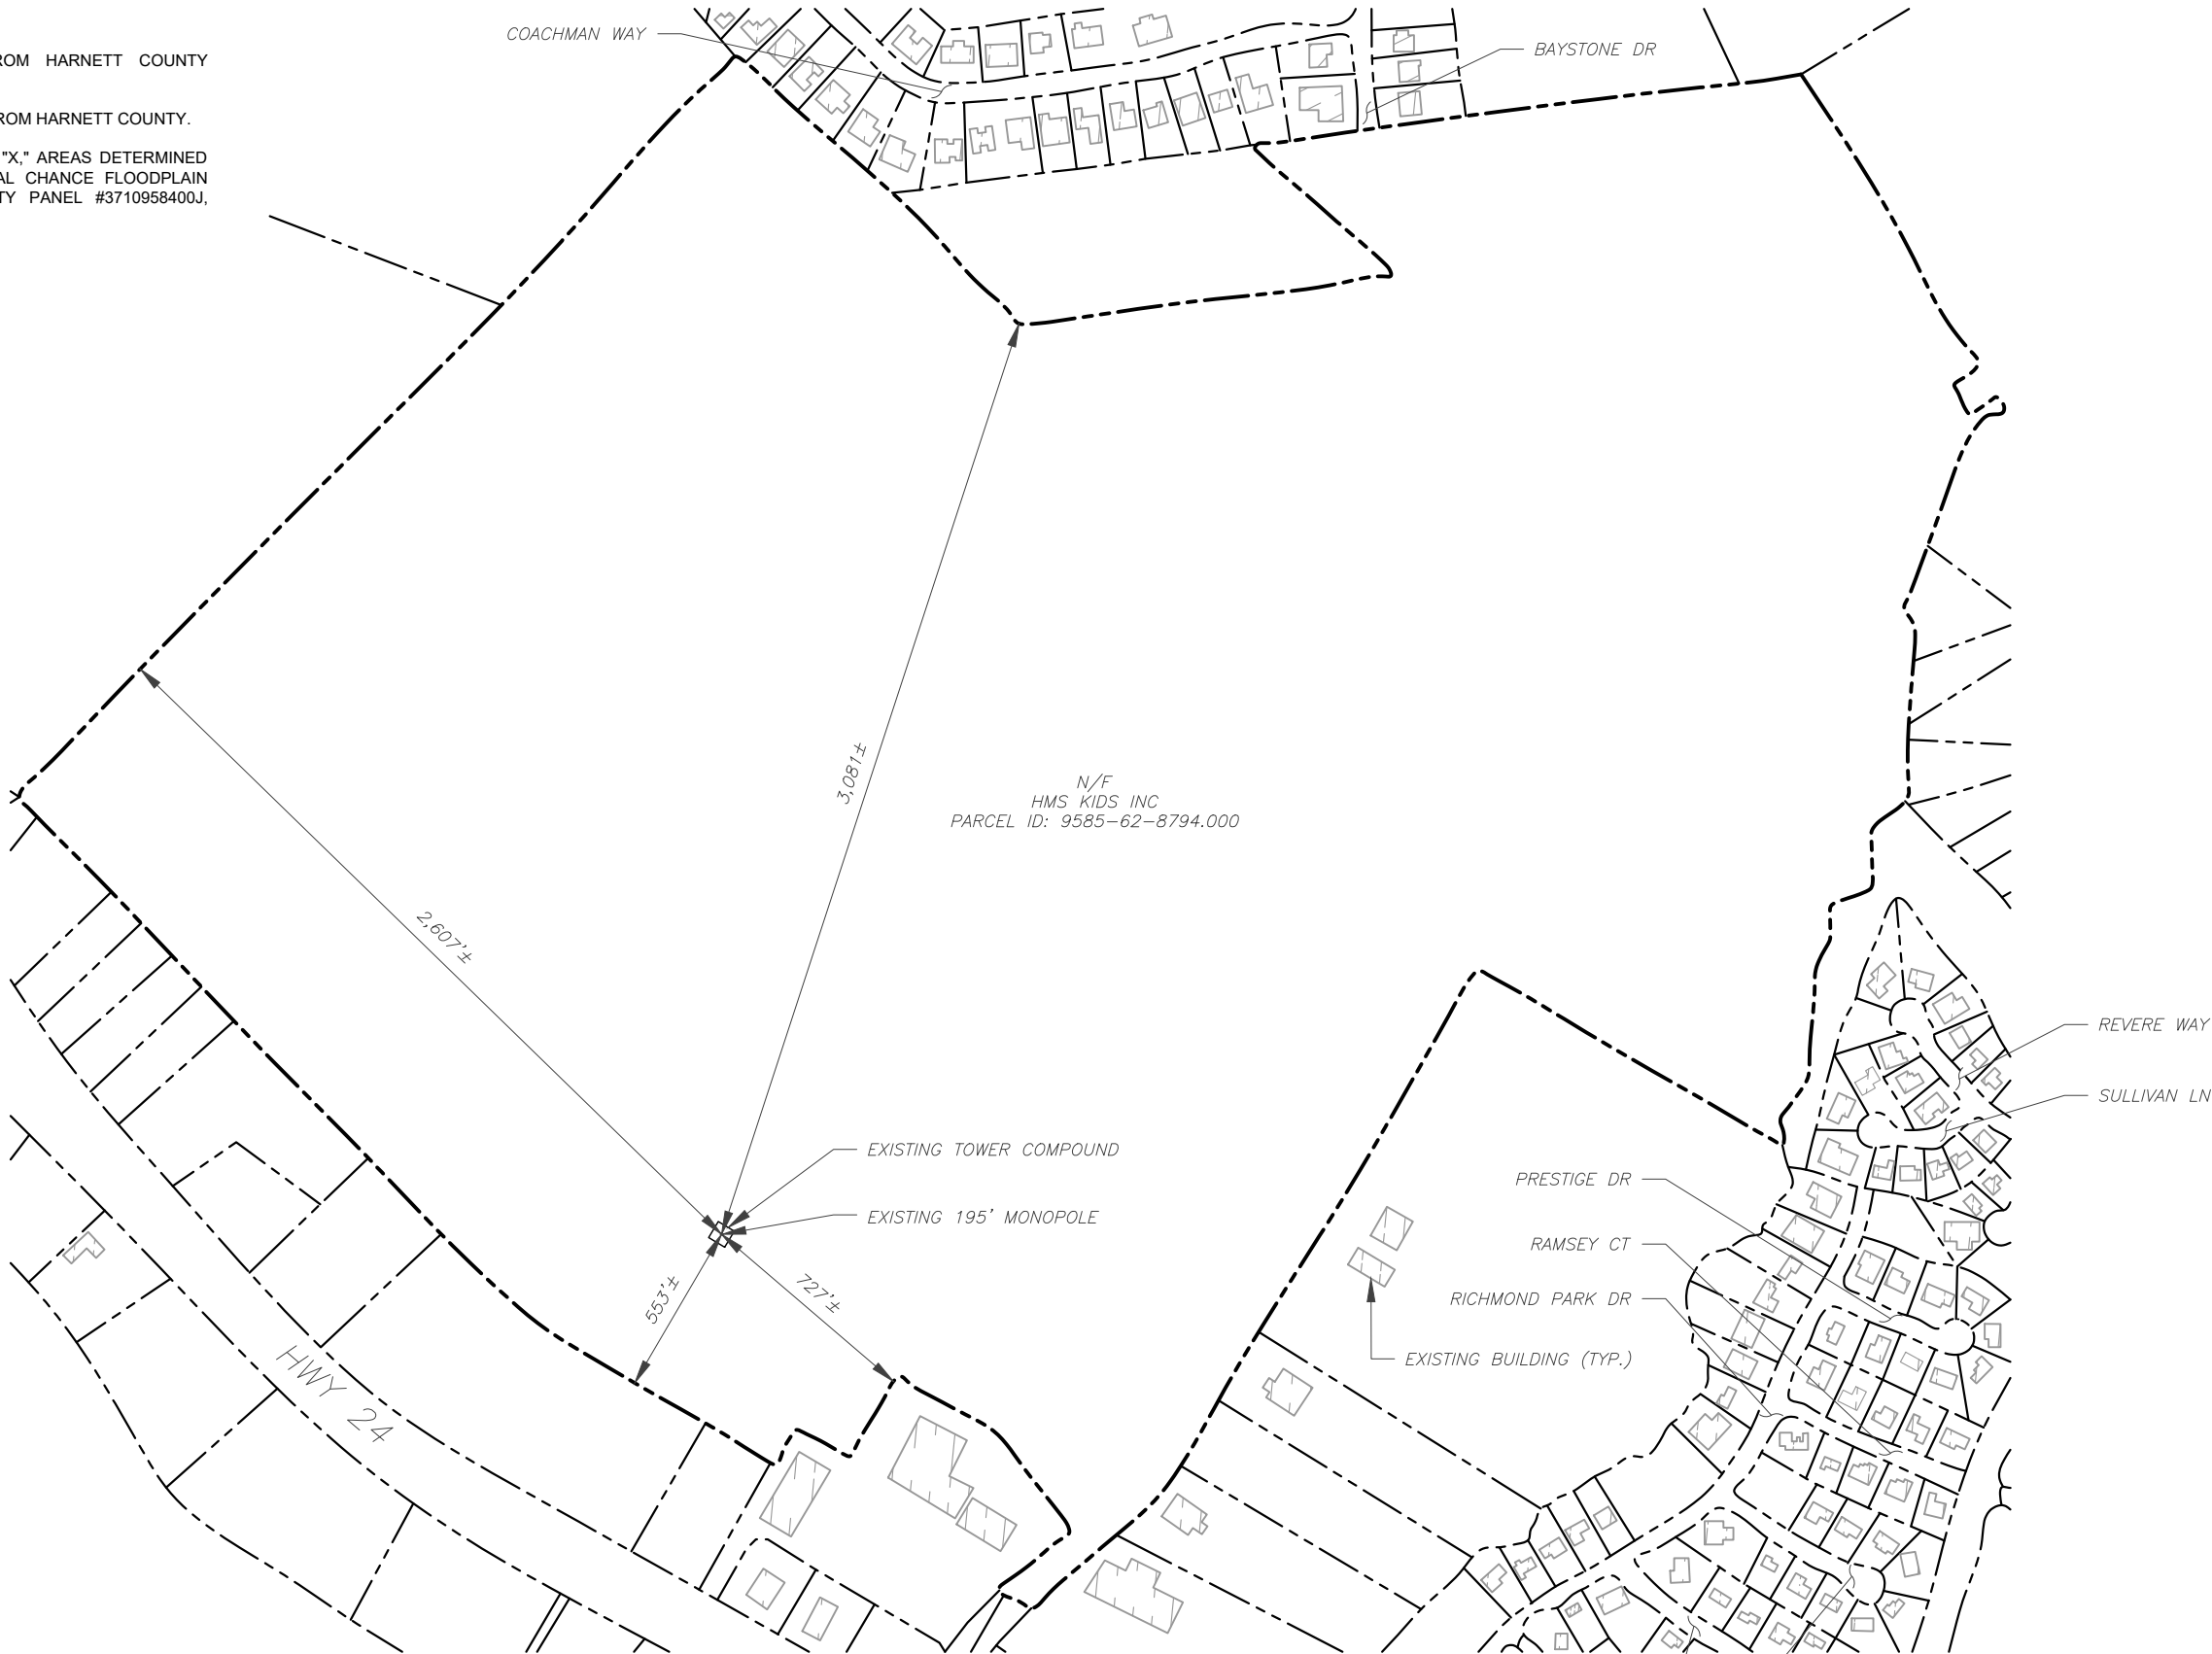 ROM HARNETT COUNTY
ROM HARNETT COUNTY.
"X," AREAS DETERMINED
AL CHANCE FLOODPLAIN
TY PANEL #3710958400J,
COACHMAN WAY
BAYSTONE DR
3,081'±
N/F
HMS KIDS INC
PARCEL ID: 9585-62-8794.000
2,607'±
REVERE WAY
SULLIVAN LN
EXISTING TOWER COMPOUND
PRESTIGE DR
EXISTING 195' MONOPOLE
RAMSEY CT
553'±
727'±
RICHMOND PARK DR
EXISTING BUILDING (TYP.)
HWY 24